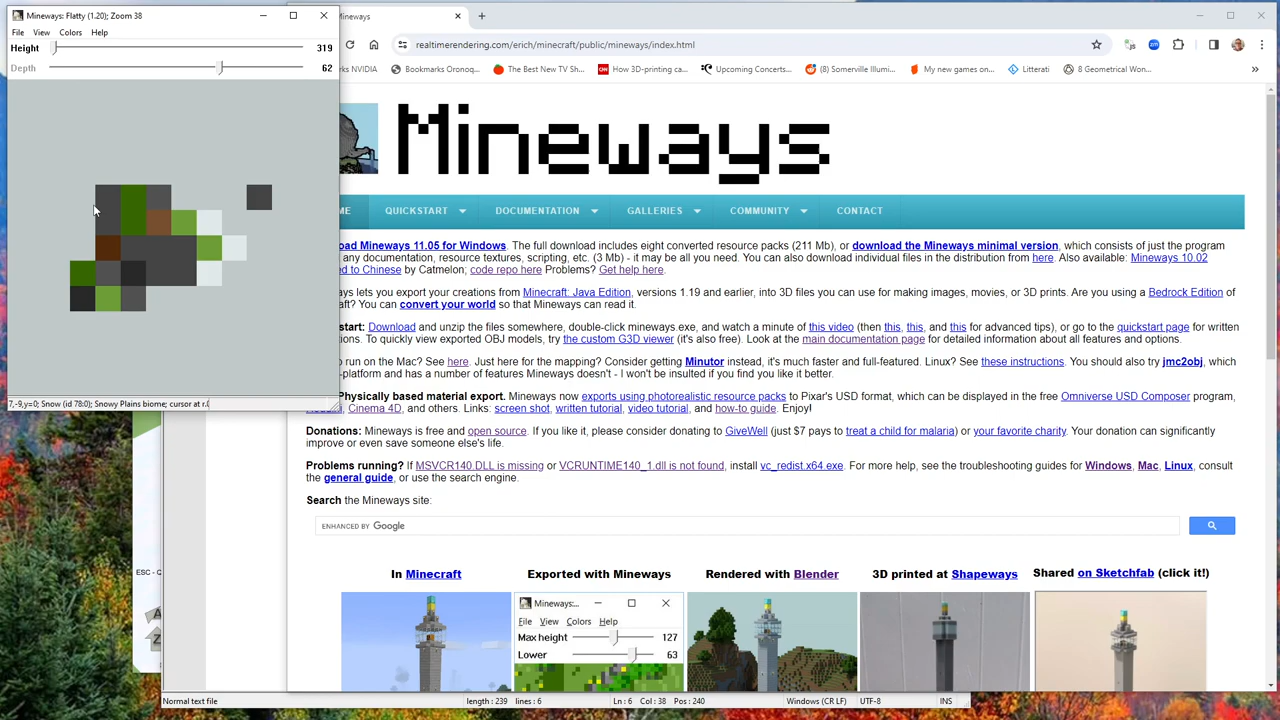 Mineways: Flatty (1.20); Zoom 38
File View Colors Help
Height 319
Depth 62
7,-9,y=0; Snow (id 78:0); Snowy Plains biome; cursor at r.
Mineways
realtimerendering.com/erich/minecraft/public/mineways/index.html
ks NVIDIA Bookmarks Oronoq... The Best New TV Sh... How 3D-printing ca... Upcoming Concerts... (8) Somerville Illumi... My new games on... Litterati 8 Geometrical Won...
Mineways
ME QUICKSTART DOCUMENTATION GALLERIES COMMUNITY CONTACT
oad Mineways 11.05 for Windows. The full download includes eight converted resource packs (211 Mb), or download the Mineways minimal version, which consists of just the program
any documentation, resource textures, scripting, etc. (3 Mb) - it may be all you need. You can also download individual files in the distribution from here. Also available: Mineways 10.02
ed to Chinese by Catmelon; code repo here Problems? Get help here.
ays lets you export your creations from Minecraft: Java Edition, versions 1.19 and earlier, into 3D files you can use for making images, movies, or 3D prints. Are you using a Bedrock Edition of
aft? You can convert your world so that Mineways can read it.
start: Download and unzip the files somewhere, double-click mineways.exe, and watch a minute of this video (then this, this, and this for advanced tips), or go to the quickstart page for written
ions. To quickly view exported OBJ models, try the custom G3D viewer (it's also free). Look at the main documentation page for detailed information about all features and options.
o run on the Mac? See here. Just here for the mapping? Consider getting Minutor instead, it's much faster and full-featured. Linux? See these instructions. You should also try jmc2obj, which
-platform and has a number of features Mineways doesn't - I won't be insulted if you find you like it better.
Physically based material export. Mineways now exports using photorealistic resource packs to Pixar's USD format, which can be displayed in the free Omniverse USD Composer program,
Cinema 4D, and others. Links: screen shot, written tutorial, video tutorial, and how-to guide. Enjoy!
Donations: Mineways is free and open source. If you like it, please consider donating to GiveWell (just $7 pays to treat a child for malaria) or your favorite charity. Your donation can significantly
improve or even save someone else's life.
Problems running? If MSVCR140.DLL is missing or VCRUNTIME140_1.dll is not found, install vc_redist.x64.exe. For more help, see the troubleshooting guides for Windows, Mac, Linux, consult
the general guide, or use the search engine.
Search the Mineways site:
ENHANCED BY Google
In Minecraft Exported with Mineways Rendered with Blender 3D printed at Shapeways Shared on Sketchfab (click it!)
Mineways:...
File View Colors Help
Max height 127
Lower 63
ESC - C
A
Z
Normal text file length : 239 lines : 6 Ln : 6 Col : 38 Pos : 240 Windows (CR LF) UTF-8 INS